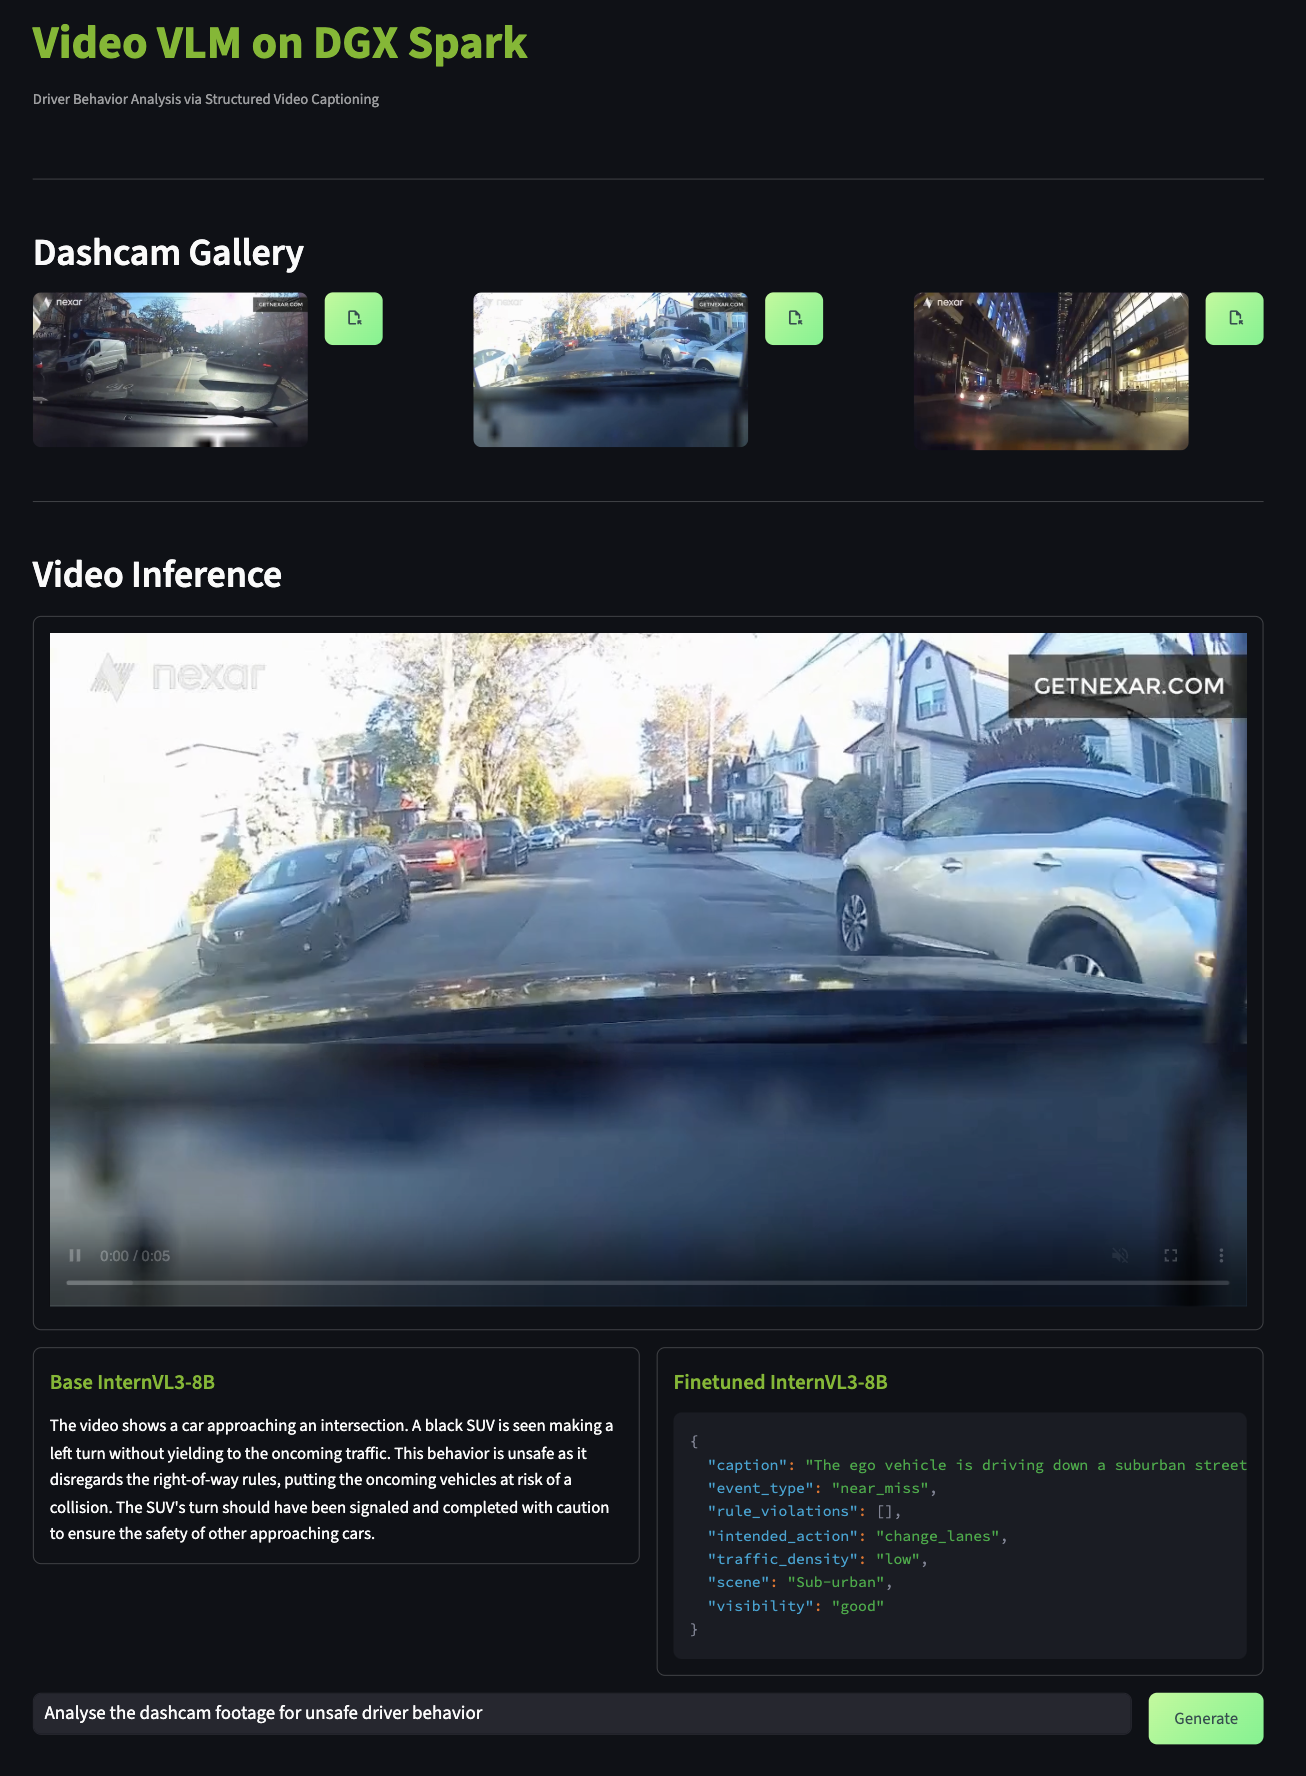 Video VLM on DGX Spark
Driver Behavior Analysis via Structured Video Captioning
Dashcam Gallery
nexar
GETNEXAR.COM
nexar
GETNEXAR.COM
nexar
Video Inference
nexar
GETNEXAR.COM
0:00 / 0:05
Base InternVL3-8B
The video shows a car approaching an intersection. A black SUV is seen making a
left turn without yielding to the oncoming traffic. This behavior is unsafe as it
disregards the right-of-way rules, putting the oncoming vehicles at risk of a
collision. The SUV's turn should have been signaled and completed with caution
to ensure the safety of other approaching cars.
Finetuned InternVL3-8B
{
"caption": "The ego vehicle is driving down a suburban street
"event_type": "near_miss",
"rule_violations": [],
"intended_action": "change_lanes",
"traffic_density": "low",
"scene": "Sub-urban",
"visibility": "good"
}
Analyse the dashcam footage for unsafe driver behavior
Generate